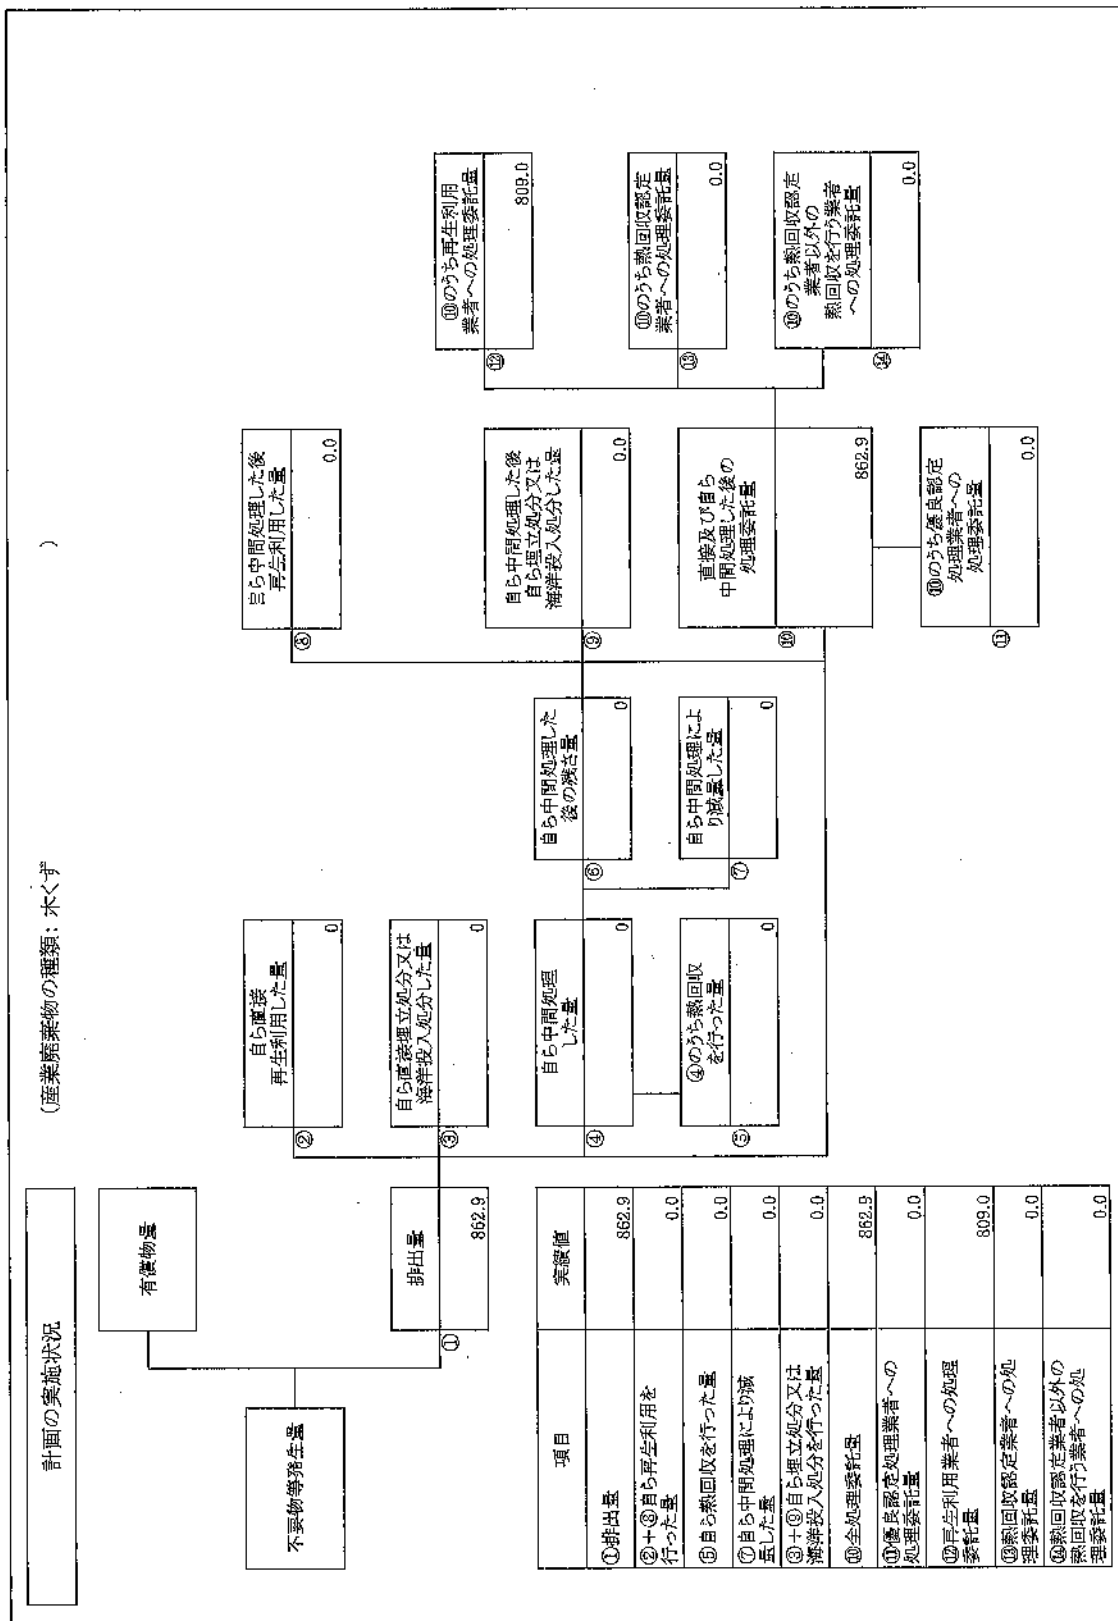 計画の実施状況
(産業廃棄物の種類：木くず
)
不要物等発生量
有償物量
排出量
①
862.9
自ら直接
再生利用した量
②
0
自ら直接埋立処分又は
海洋投入処分した量
③
0
自ら中間処理
した量
④
0
④のうち熱回収
を行った量
⑤
0
自ら中間処理した
後の残さ量
⑥
0
自ら中間処理によ
り減量した量
⑦
0
自ら中間処理した後
再生利用した量
⑧
0.0
自ら中間処理した後
自ら埋立処分又は
海洋投入処分した量
⑨
0.0
直接及び自ら
中間処理した後の
処理委託量
⑩
862.9
⑩のうち優良認定
処理業者への
処理委託量
⑪
0.0
⑩のうち再生利用
業者への処理委託量
⑫
809.0
⑩のうち熱回収認定
業者への処理委託量
⑬
0.0
⑩のうち熱回収認定
業者以外の
熱回収を行う業者
への処理委託量
⑭
0.0
項目 実績値
①排出量 862.9
②＋⑧自ら再生利用を
行った量 0.0
⑤自ら熱回収を行った量 0.0
⑦自ら中間処理により減
量した量 0.0
③＋⑨自ら埋立処分又は
海洋投入処分を行った量 0.0
⑩全処理委託量 862.9
⑪優良認定処理業者への
処理委託量 0.0
⑫再生利用業者への処理
委託量 809.0
⑬熱回収認定業者への処
理委託量 0.0
⑭熱回収認定業者以外の
熱回収を行う業者への処
理委託量 0.0